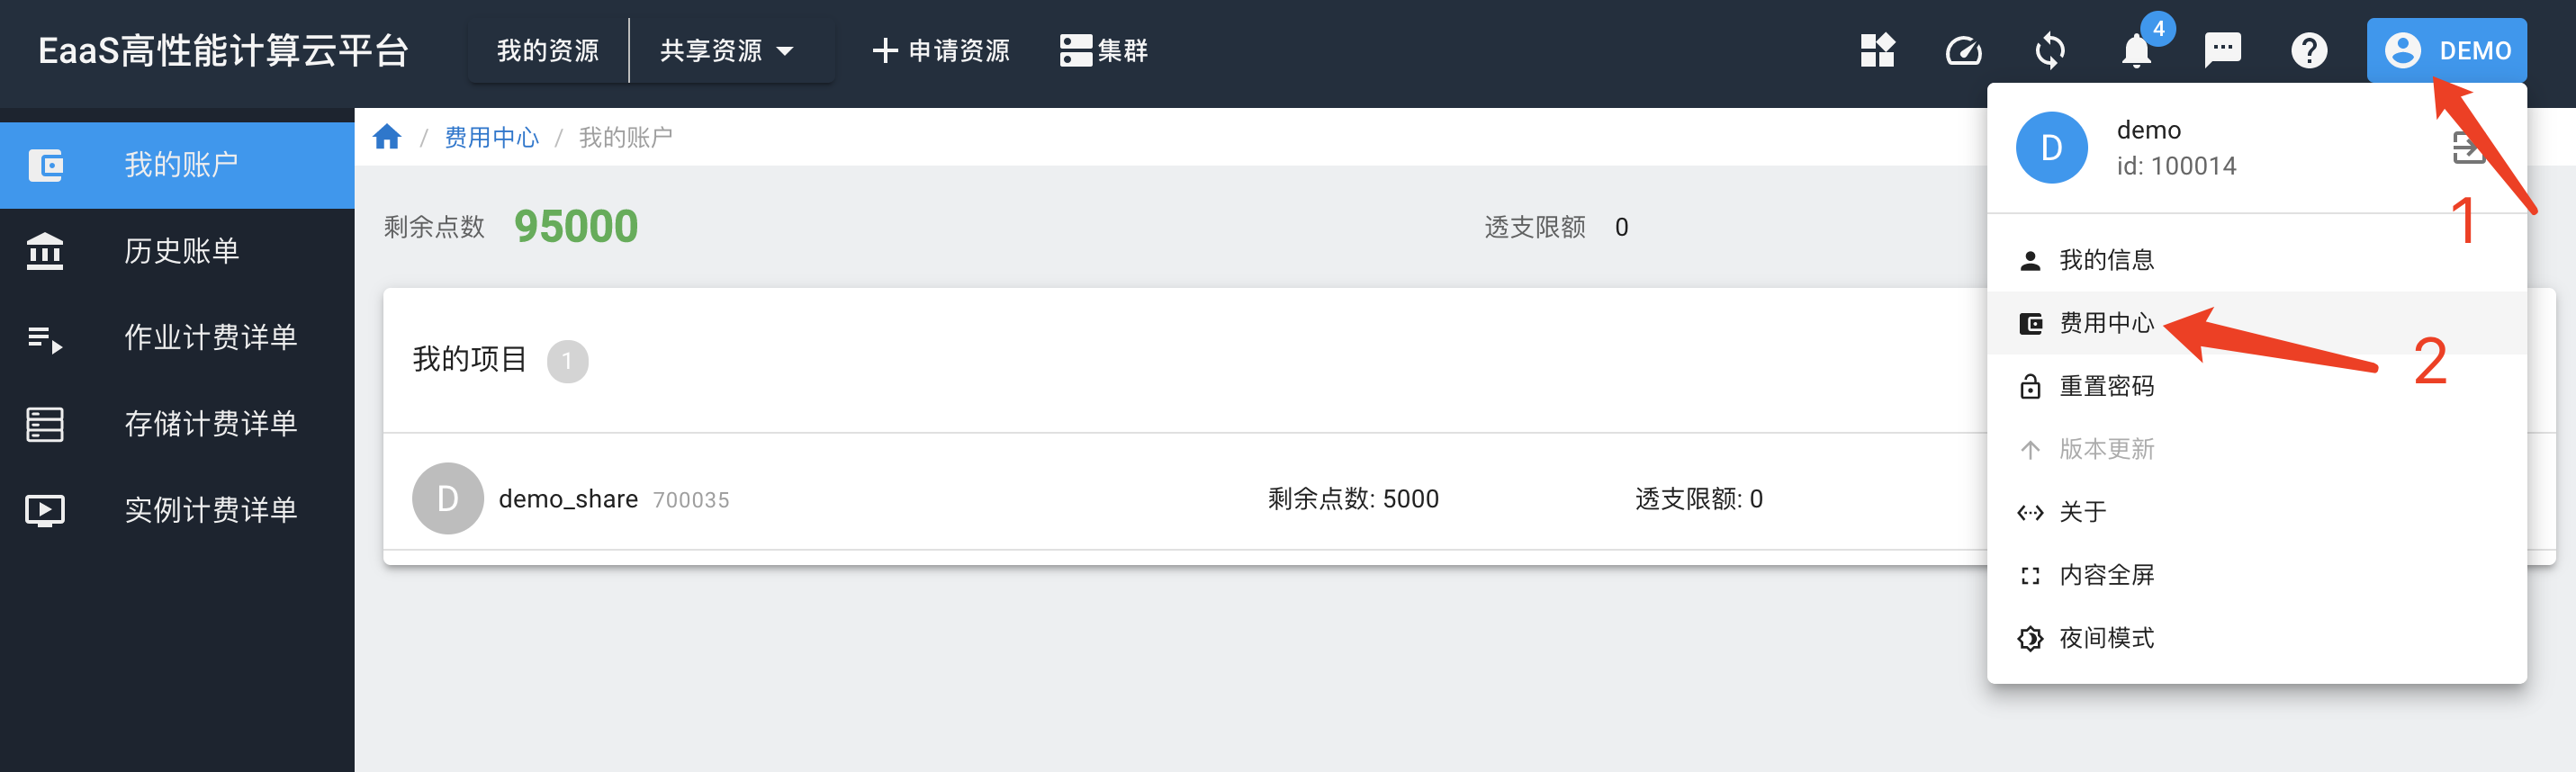 EaaS高性能计算云平台
我的资源
共享资源
申请资源
集群
4
DEMO
我的账户
历史账单
作业计费详单
存储计费详单
实例计费详单
/ 费用中心 / 我的账户
剩余点数 95000
透支限额 0
我的项目 1
D
demo_share 700035
剩余点数: 5000
透支限额: 0
D
demo
id: 100014
1
我的信息
费用中心
2
重置密码
版本更新
关于
内容全屏
夜间模式